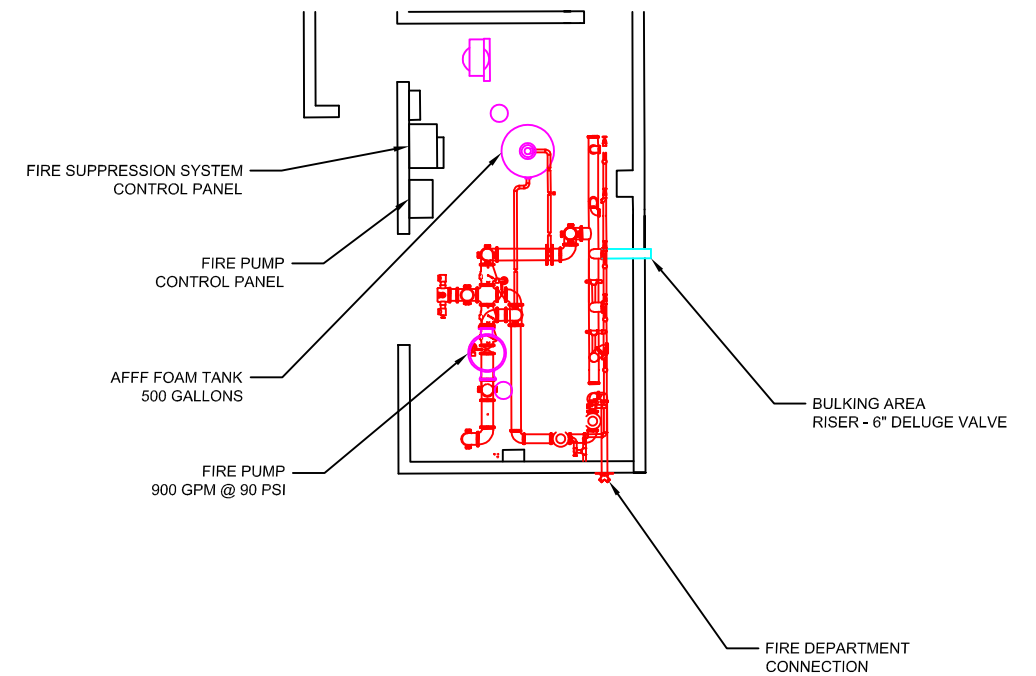 FIRE SUPPRESSION SYSTEM
CONTROL PANEL
FIRE PUMP
CONTROL PANEL
AFFF FOAM TANK
500 GALLONS
FIRE PUMP
900 GPM @ 90 PSI
BULKING AREA
RISER - 6" DELUGE VALVE
FIRE DEPARTMENT
CONNECTION